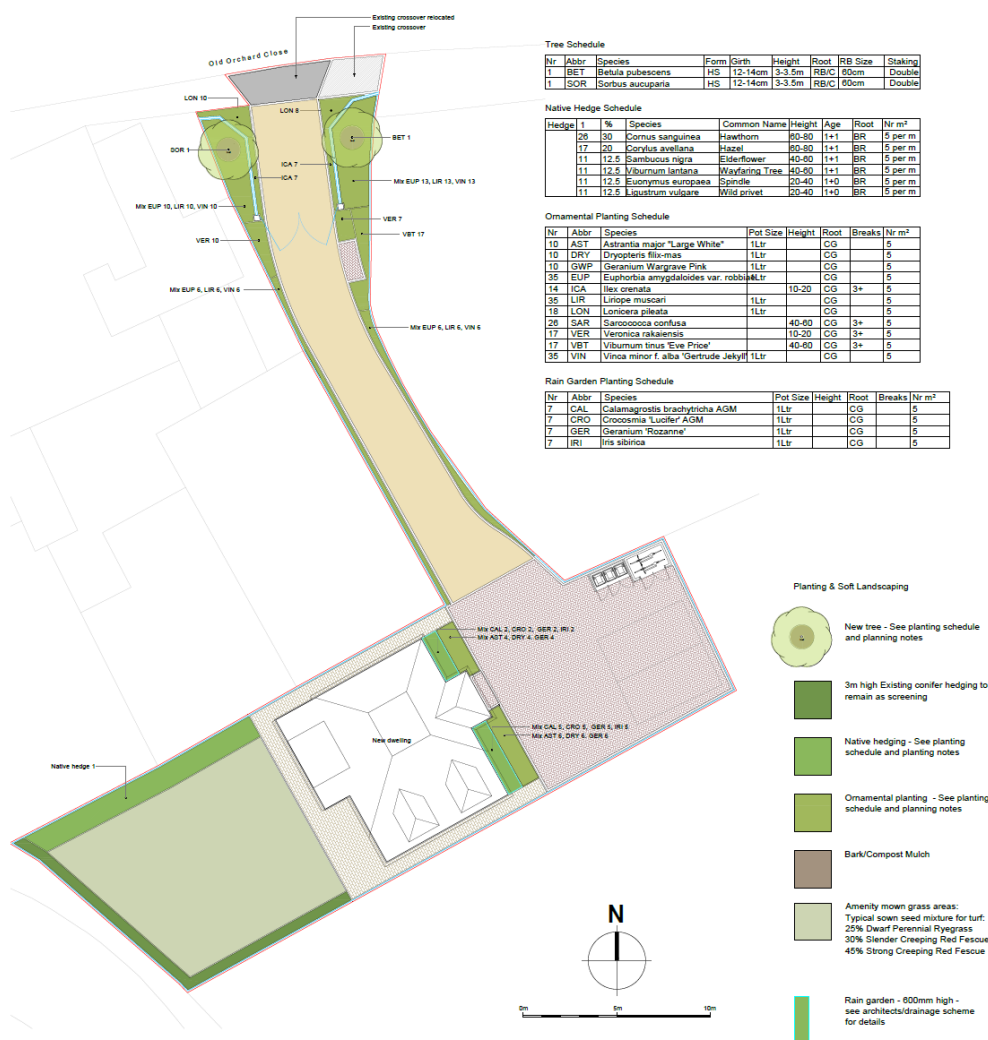 Existing crossover relocated
Existing crossover
Old Orchard Close
LON 10
LON 8
SOR 1
BET 1
ICA 7
ICA 7
Mix EUP 13, LIR 13, VIN 13
Mix EUP 10, LIR 10, VIN 10
VER 7
VER 10
VBT 17
Mix EUP 6, LIR 6, VIN 6
Mix EUP 6, LIR 6, VIN 6
Mix CAL 2, CRO 2, GER 2, IRI 2
Mix AST 4, DRY 4. GER 4
New dwelling
Mix CAL 5, CRO 5, GER 5, IRI 5
Mix AST 6, DRY 6. GER 6
Native hedge 1
Tree Schedule
Nr Abbr Species Form Girth Height Root RB Size Staking
1 BET Betula pubescens HS 12-14cm 3-3.5m RB/C 60cm Double
1 SOR Sorbus aucuparia HS 12-14cm 3-3.5m RB/C 60cm Double
Native Hedge Schedule
Hedge 1 % Species Common Name Height Age Root Nr m²
26 30 Cornus sanguinea Hawthorn 60-80 1+1 BR 5 per m
17 20 Corylus avellana Hazel 60-80 1+1 BR 5 per m
11 12.5 Sambucus nigra Elderflower 40-60 1+1 BR 5 per m
11 12.5 Viburnum lantana Wayfaring Tree 40-60 1+1 BR 5 per m
11 12.5 Euonymus europaea Spindle 20-40 1+0 BR 5 per m
11 12.5 Ligustrum vulgare Wild privet 20-40 1+0 BR 5 per m
Ornamental Planting Schedule
Nr Abbr Species Pot Size Height Root Breaks Nr m²
10 AST Astrantia major "Large White" 1Ltr CG 5
10 DRY Dryopteris filix-mas 1Ltr CG 5
10 GWP Geranium Wargrave Pink 1Ltr CG 5
35 EUP Euphorbia amygdaloides var. robbiae 1Ltr CG 5
14 ICA Ilex crenata 10-20 CG 3+ 5
35 LIR Liriope muscari 1Ltr CG 5
18 LON Lonicera pileata 1Ltr CG 5
26 SAR Sarcococca confusa 40-60 CG 3+ 5
17 VER Veronica rakaiensis 10-20 CG 3+ 5
17 VBT Viburnum tinus 'Eve Price' 40-60 CG 3+ 5
35 VIN Vinca minor f. alba 'Gertrude Jekyll' 1Ltr CG 5
Rain Garden Planting Schedule
Nr Abbr Species Pot Size Height Root Breaks Nr m²
7 CAL Calamagrostis brachytricha AGM 1Ltr CG 5
7 CRO Crocosmia 'Lucifer' AGM 1Ltr CG 5
7 GER Geranium 'Rozanne' 1Ltr CG 5
7 IRI Iris sibirica 1Ltr CG 5
Planting & Soft Landscaping
New tree - See planting schedule
and planning notes
3m high Existing conifer hedging to
remain as screening
Native hedging - See planting
schedule and planting notes
Ornamental planting - See planting
schedule and planning notes
Bark/Compost Mulch
Amenity mown grass areas:
Typical sown seed mixture for turf:
25% Dwarf Perennial Ryegrass
30% Slender Creeping Red Fescue
45% Strong Creeping Red Fescue
Rain garden - 600mm high -
see architects/drainage scheme
for details
N
0m 5m 10m